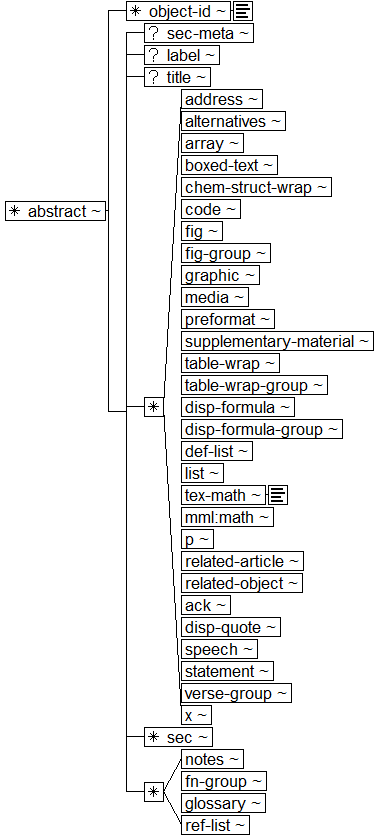 * object-id ~
? sec-meta ~
? label ~
? title ~
address ~
alternatives ~
array ~
boxed-text ~
chem-struct-wrap ~
* abstract ~
code ~
fig ~
fig-group ~
graphic ~
media ~
preformat ~
supplementary-material ~
table-wrap ~
table-wrap-group ~
*
disp-formula ~
disp-formula-group ~
def-list ~
list ~
tex-math ~
mml:math ~
p ~
related-article ~
related-object ~
ack ~
disp-quote ~
speech ~
statement ~
verse-group ~
x ~
* sec ~
notes ~
fn-group ~
*
glossary ~
ref-list ~